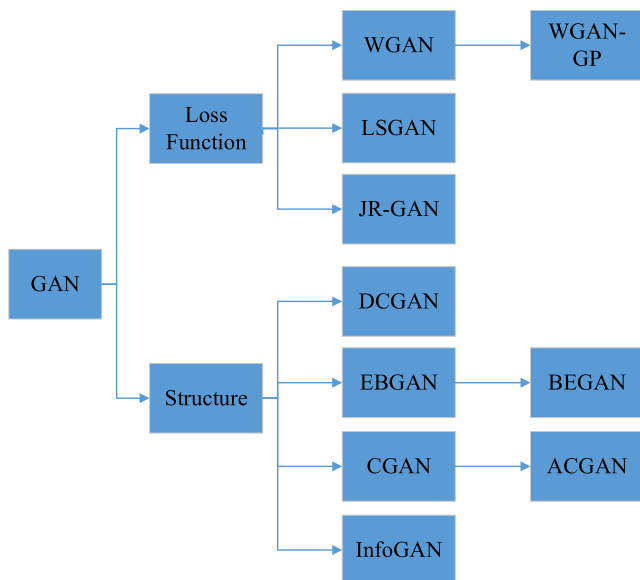 WGAN
WGAN-
GP
Loss
Function
LSGAN
JR-GAN
GAN
DCGAN
Structure
EBGAN
BEGAN
CGAN
ACGAN
InfoGAN